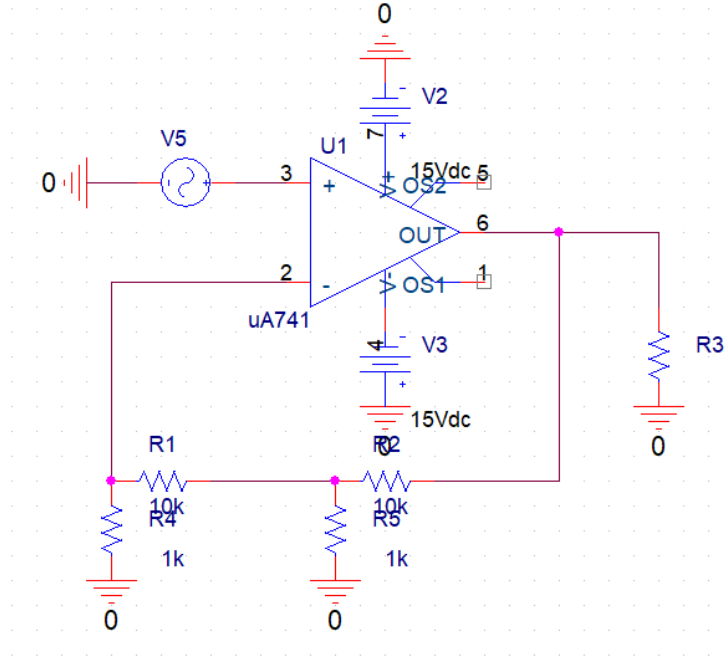 0
V2
7
V5
U1
15Vdc
5
0
3
+
V+
OS2
OUT
6
2
-
V-
OS1
1
uA741
4
V3
R3
15Vdc
0
0
R1
R2
10k
10k
R4
R5
1k
1k
0
0